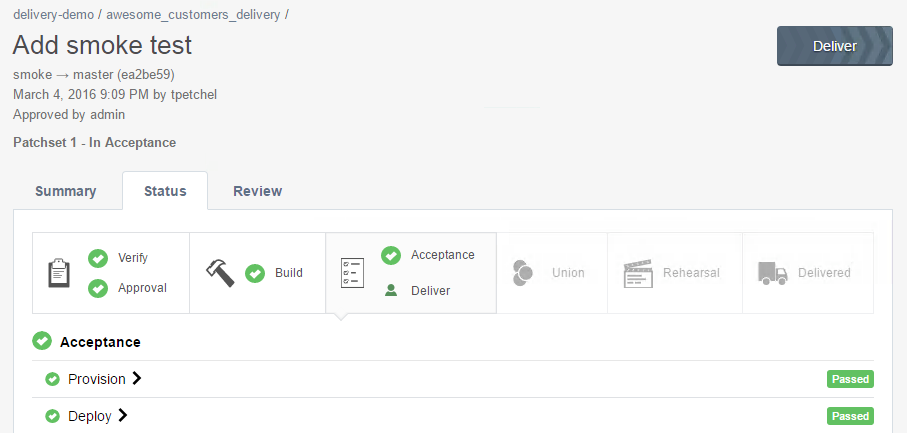 delivery-demo / awesome_customers_delivery /
Add smoke test
Deliver
smoke → master (ea2be59)
March 4, 2016 9:09 PM by tpetchel
Approved by admin
Patchset 1 - In Acceptance
Summary
Status
Review
Verify
Approval
Build
Acceptance
Deliver
Union
Rehearsal
Delivered
Acceptance
Provision
Passed
Deploy
Passed